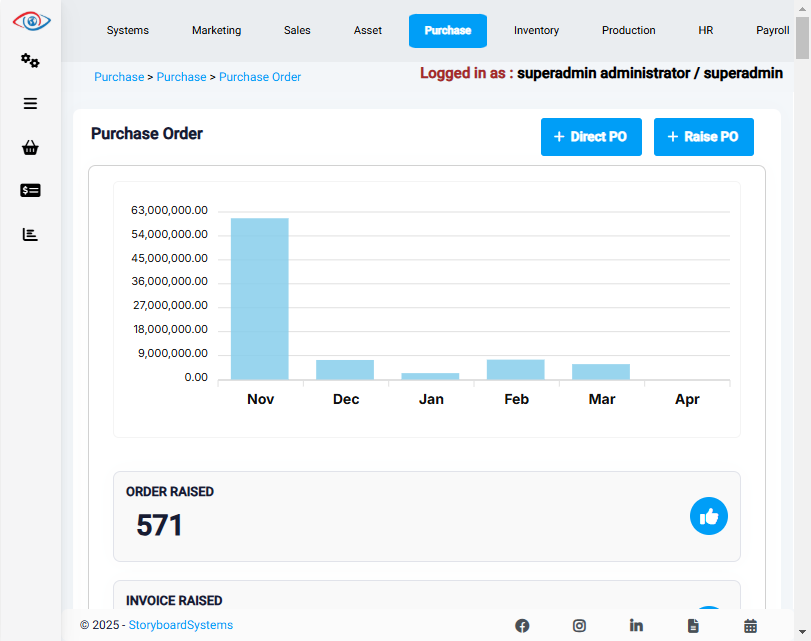 Systems Marketing Sales Asset Purchase Inventory Production HR Payroll
Purchase > Purchase > Purchase Order
Logged in as : superadmin administrator / superadmin
Purchase Order
+ Direct PO
+ Raise PO
63,000,000.00
54,000,000.00
45,000,000.00
36,000,000.00
27,000,000.00
18,000,000.00
9,000,000.00
0.00
Nov Dec Jan Feb Mar Apr
ORDER RAISED
571
INVOICE RAISED
© 2025 - StoryboardSystems